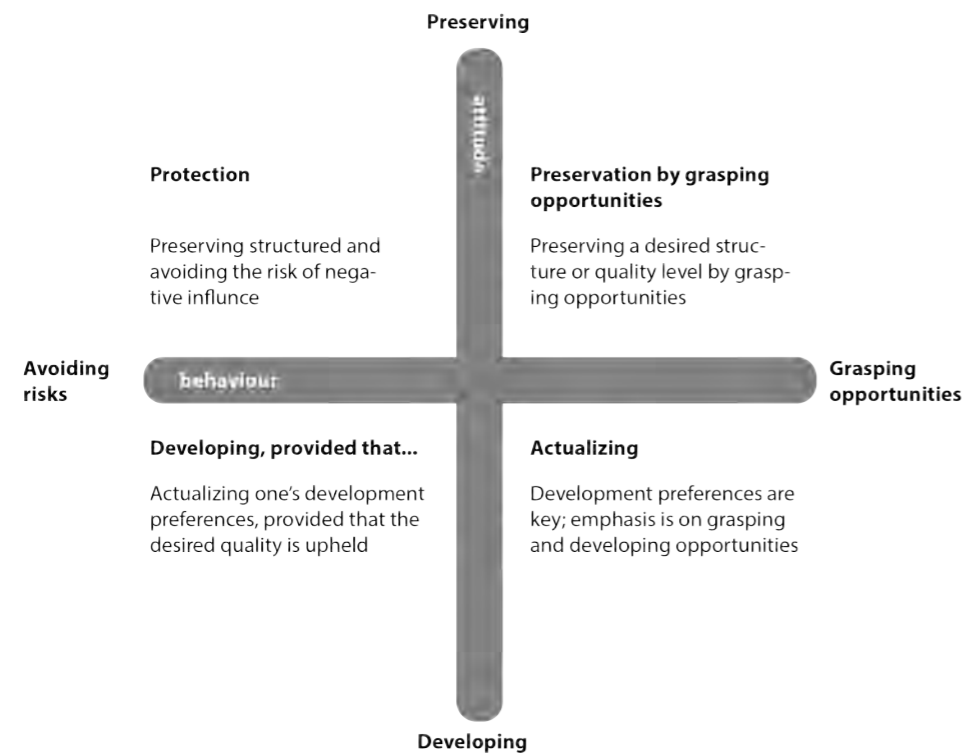 Preserving
attitude
Protection
Preservation by grasping
opportunities
Preserving structured and
avoiding the risk of nega-
tive influnce
Preserving a desired struc-
ture or quality level by grasp-
ing opportunities
Avoiding
risks
behaviour
Grasping
opportunities
Developing, provided that...
Actualizing
Actualizing one's development
preferences, provided that the
desired quality is upheld
Development preferences are
key; emphasis is on grasping
and developing opportunities
Developing